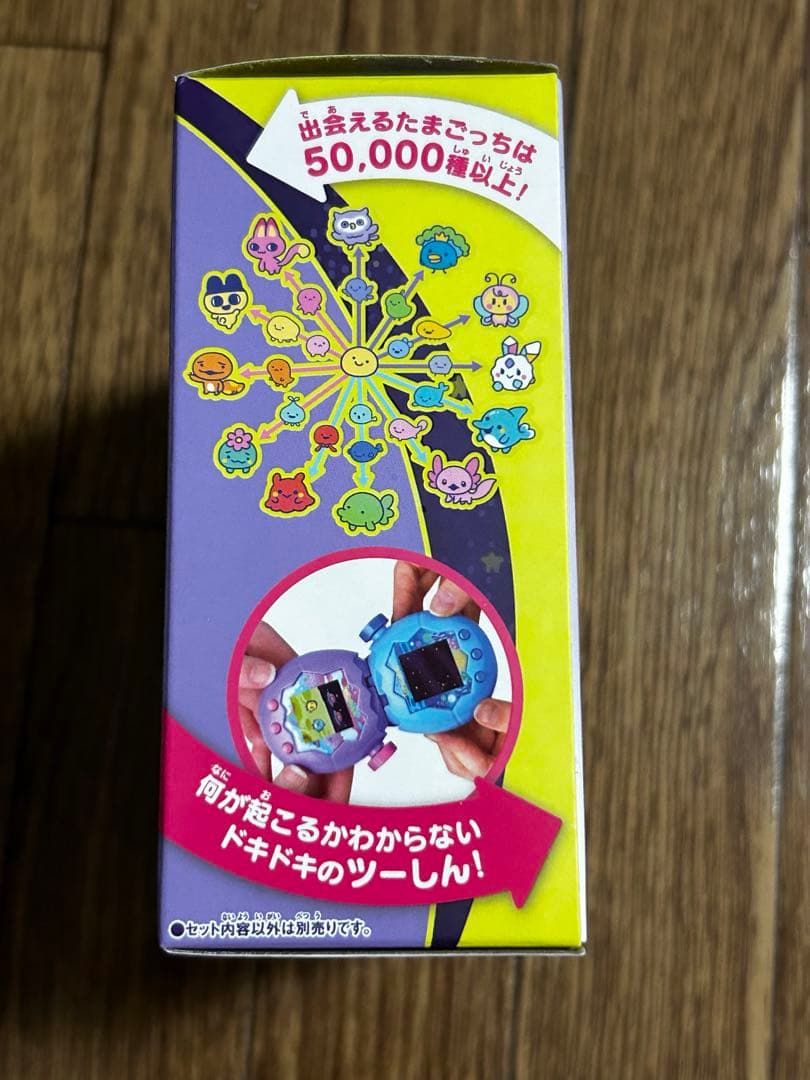 出会えるたまごっちは
50,000種以上!
何が起こるかわからない
ドキドキのツーしん!
●セット内容以外は別売りです。